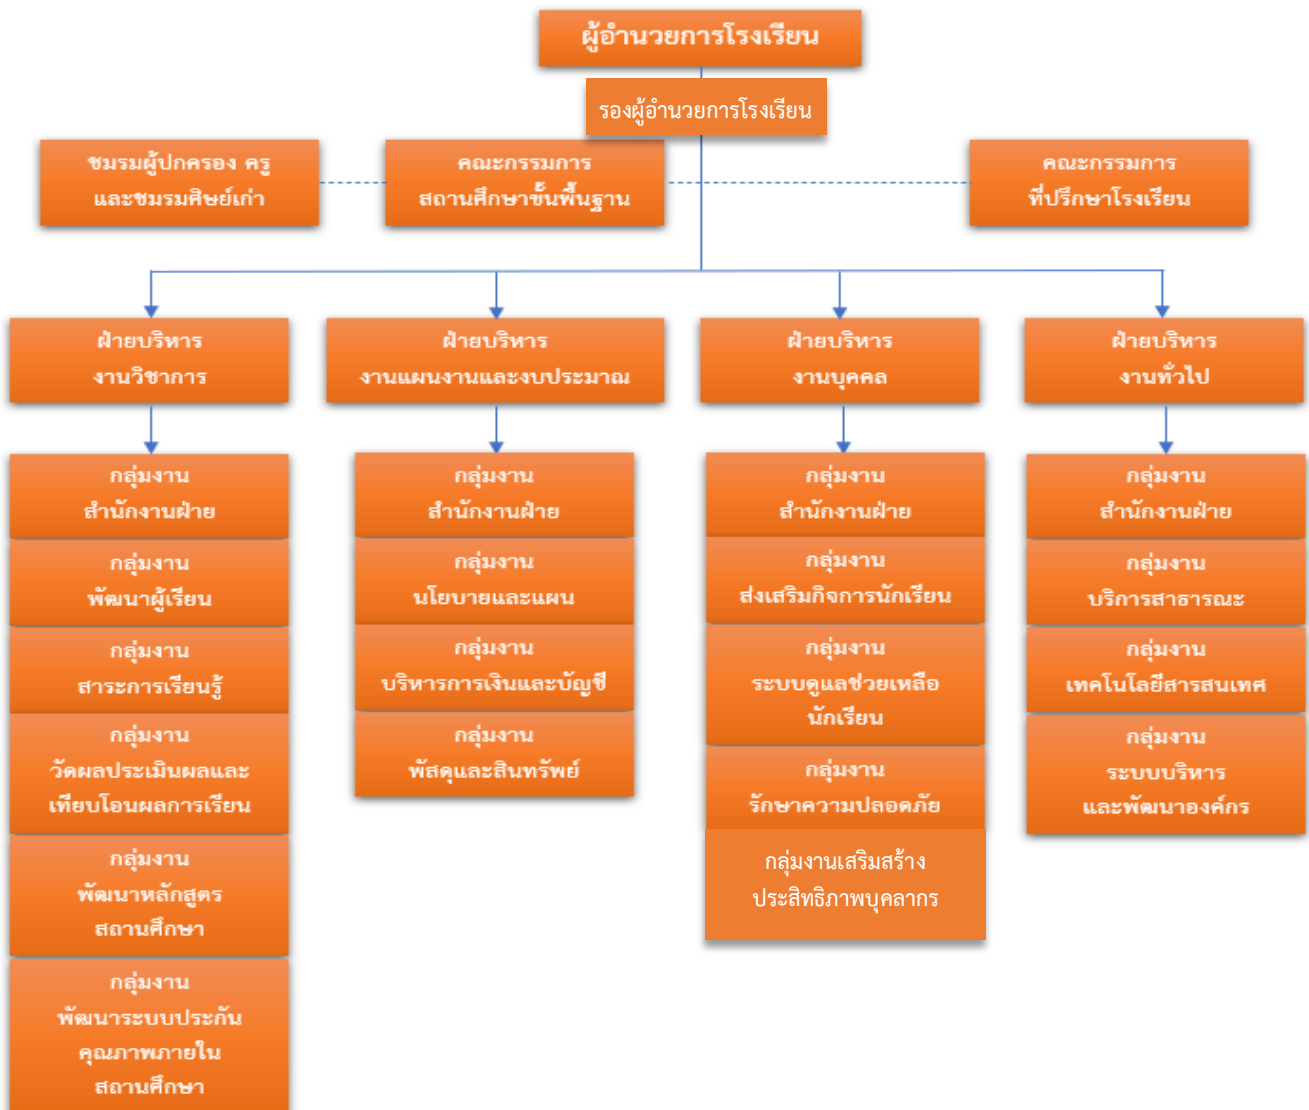 ผู้อำนวยการโรงเรียน
รองผู้อำนวยการโรงเรียน
ชมรมผู้ปกครอง ครู
และชมรมศิษย์เก่า
คณะกรรมการ
สถานศึกษาขั้นพื้นฐาน
คณะกรรมการ
ที่ปรึกษาโรงเรียน
ฝ่ายบริหาร
งานวิชาการ
ฝ่ายบริหาร
งานแผนงานและงบประมาณ
ฝ่ายบริหาร
งานบุคคล
ฝ่ายบริหาร
งานทั่วไป
กลุ่มงาน
สำนักงานฝ่าย
กลุ่มงาน
พัฒนาผู้เรียน
กลุ่มงาน
สาระการเรียนรู้
กลุ่มงาน
วัดผลประเมินผลและ
เทียบโอนผลการเรียน
กลุ่มงาน
พัฒนาหลักสูตร
สถานศึกษา
กลุ่มงาน
พัฒนาระบบประกัน
คุณภาพภายใน
สถานศึกษา
กลุ่มงาน
สำนักงานฝ่าย
กลุ่มงาน
นโยบายและแผน
กลุ่มงาน
บริหารการเงินและบัญชี
กลุ่มงาน
พัสดุและสินทรัพย์
กลุ่มงาน
สำนักงานฝ่าย
กลุ่มงาน
ส่งเสริมกิจการนักเรียน
กลุ่มงาน
ระบบดูแลช่วยเหลือ
นักเรียน
กลุ่มงาน
รักษาความปลอดภัย
กลุ่มงานเสริมสร้าง
ประสิทธิภาพบุคลากร
กลุ่มงาน
สำนักงานฝ่าย
กลุ่มงาน
บริการสาธารณะ
กลุ่มงาน
เทคโนโลยีสารสนเทศ
กลุ่มงาน
ระบบบริหาร
และพัฒนาองค์กร